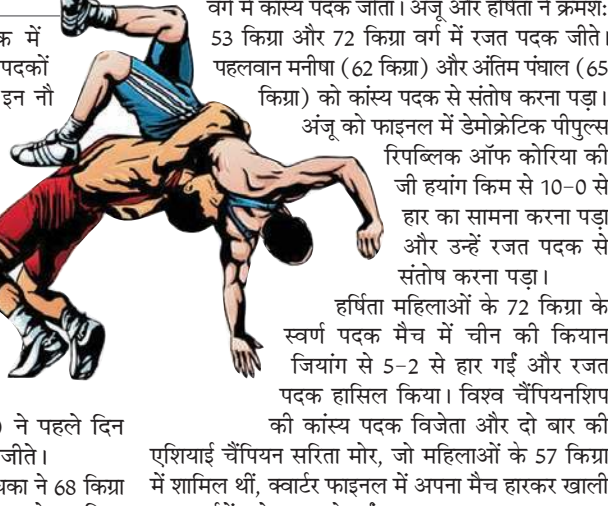 क में
पदकों
इन नौ
ने पहले दिन
जीते।
का ने 68 किग्रा
वर्ग में कांस्य पदक जीता। अंजू और हर्षिता ने क्रमश:
53 किग्रा और 72 किग्रा वर्ग में रजत पदक जीते।
पहलवान मनीषा (62 किग्रा) और अंतिम पंघाल (65
किग्रा) को कांस्य पदक से संतोष करना पड़ा।
अंजू को फाइनल में डेमोक्रेटिक पीपुल्स
रिपब्लिक ऑफ कोरिया की
जी हयांग किम से 10-0 से
हार का सामना करना पड़ा
और उन्हें रजत पदक से
संतोष करना पड़ा।
हर्षिता महिलाओं के 72 किग्रा के
स्वर्ण पदक मैच में चीन की कियान
जियांग से 5-2 से हार गईं और रजत
पदक हासिल किया। विश्व चैंपियनशिप
की कांस्य पदक विजेता और दो बार की
एशियाई चैंपियन सरिता मोर, जो महिलाओं के 57 किग्रा
में शामिल थीं, क्वार्टर फाइनल में अपना मैच हारकर खाली